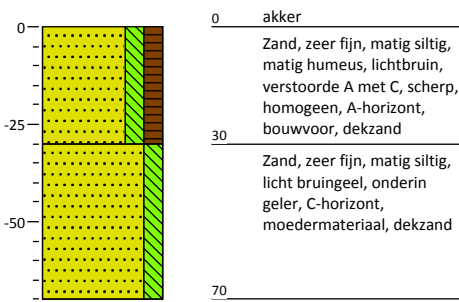 0 akker
0
Zand, zeer fijn, matig siltig,
matig humeus, lichtbruin,
verstoorde A met C, scherp,
homogeen, A-horizont,
bouwvoor, dekzand
-25
30
Zand, zeer fijn, matig siltig,
licht bruingeel, onderin
geler, C-horizont,
moedermateriaal, dekzand
-50
70